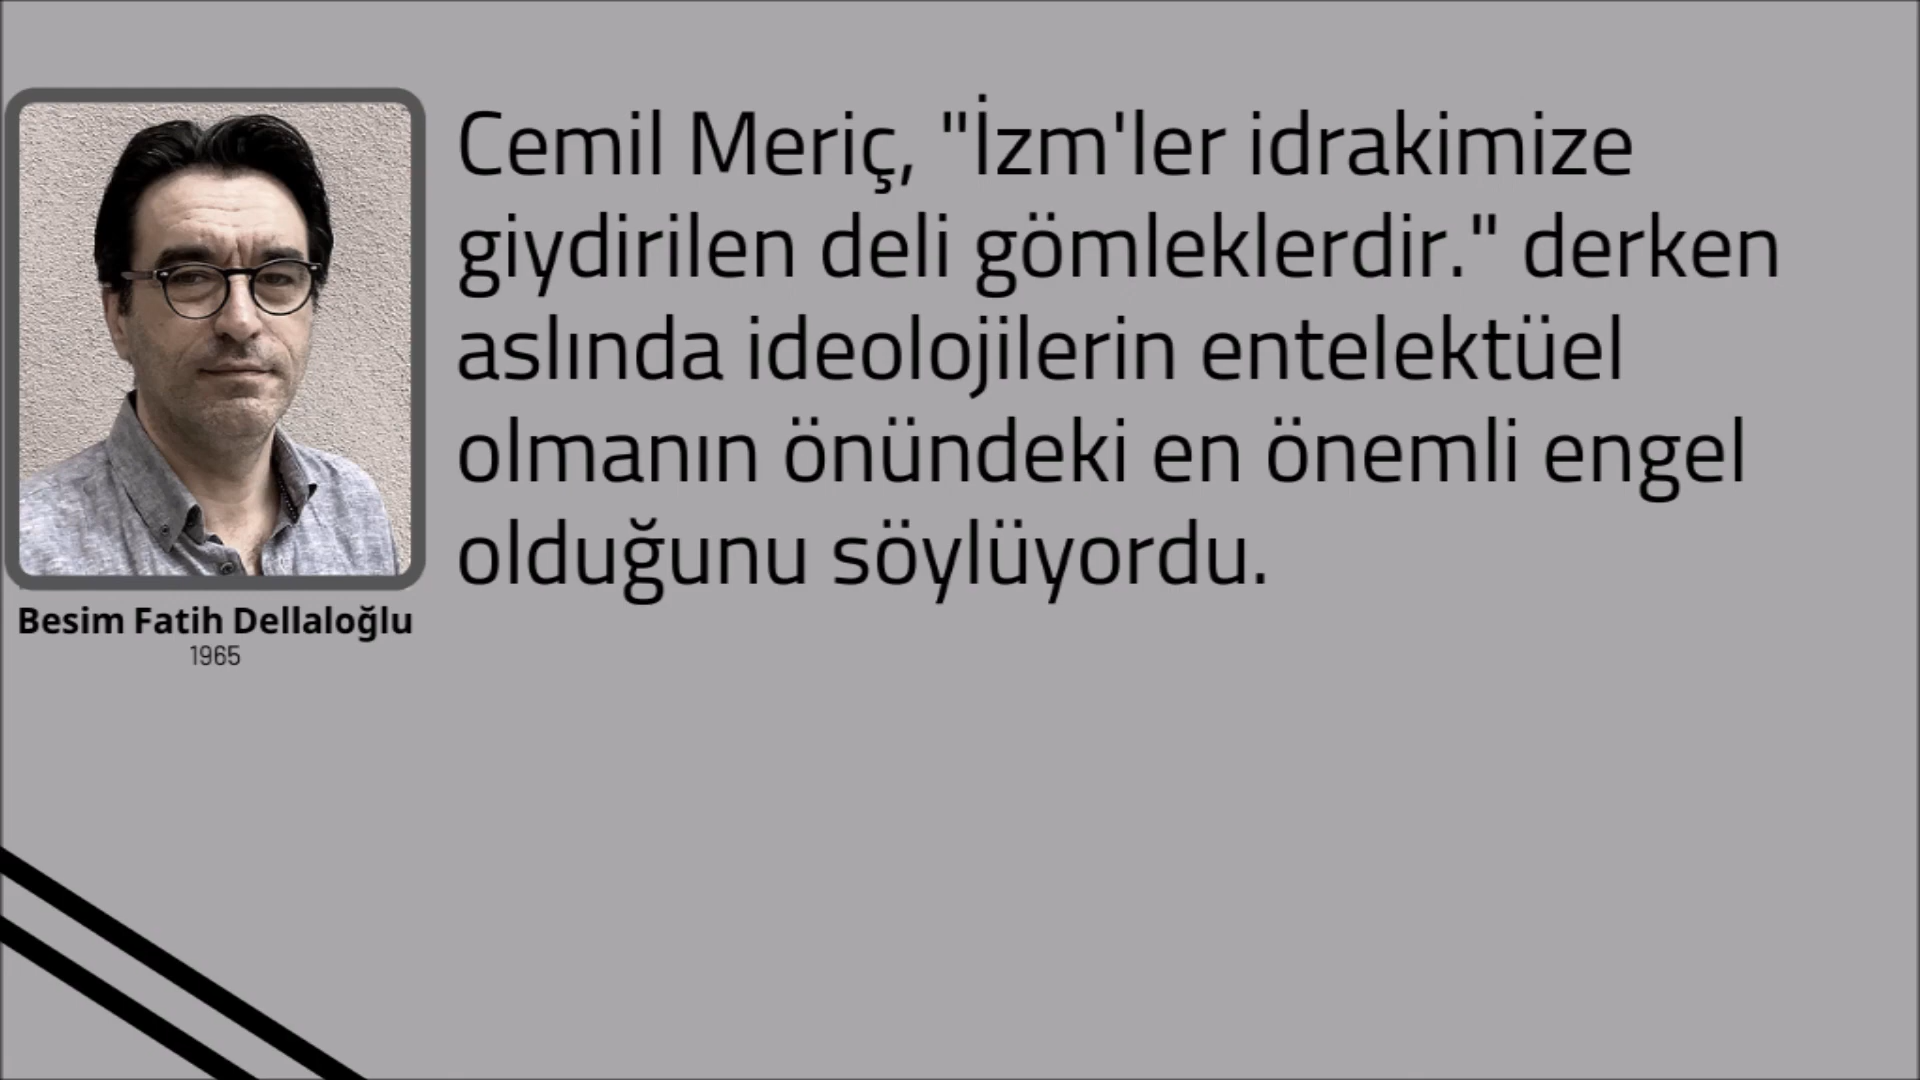 Cemil Meriç, "İzm'ler idrakimize
giydirilen deli gömleklerdir." derken
aslında ideolojilerin entelektüel
olmanın önündeki en önemli engel
olduğunu söylüyordu.
Besim Fatih Dellaloğlu
1965